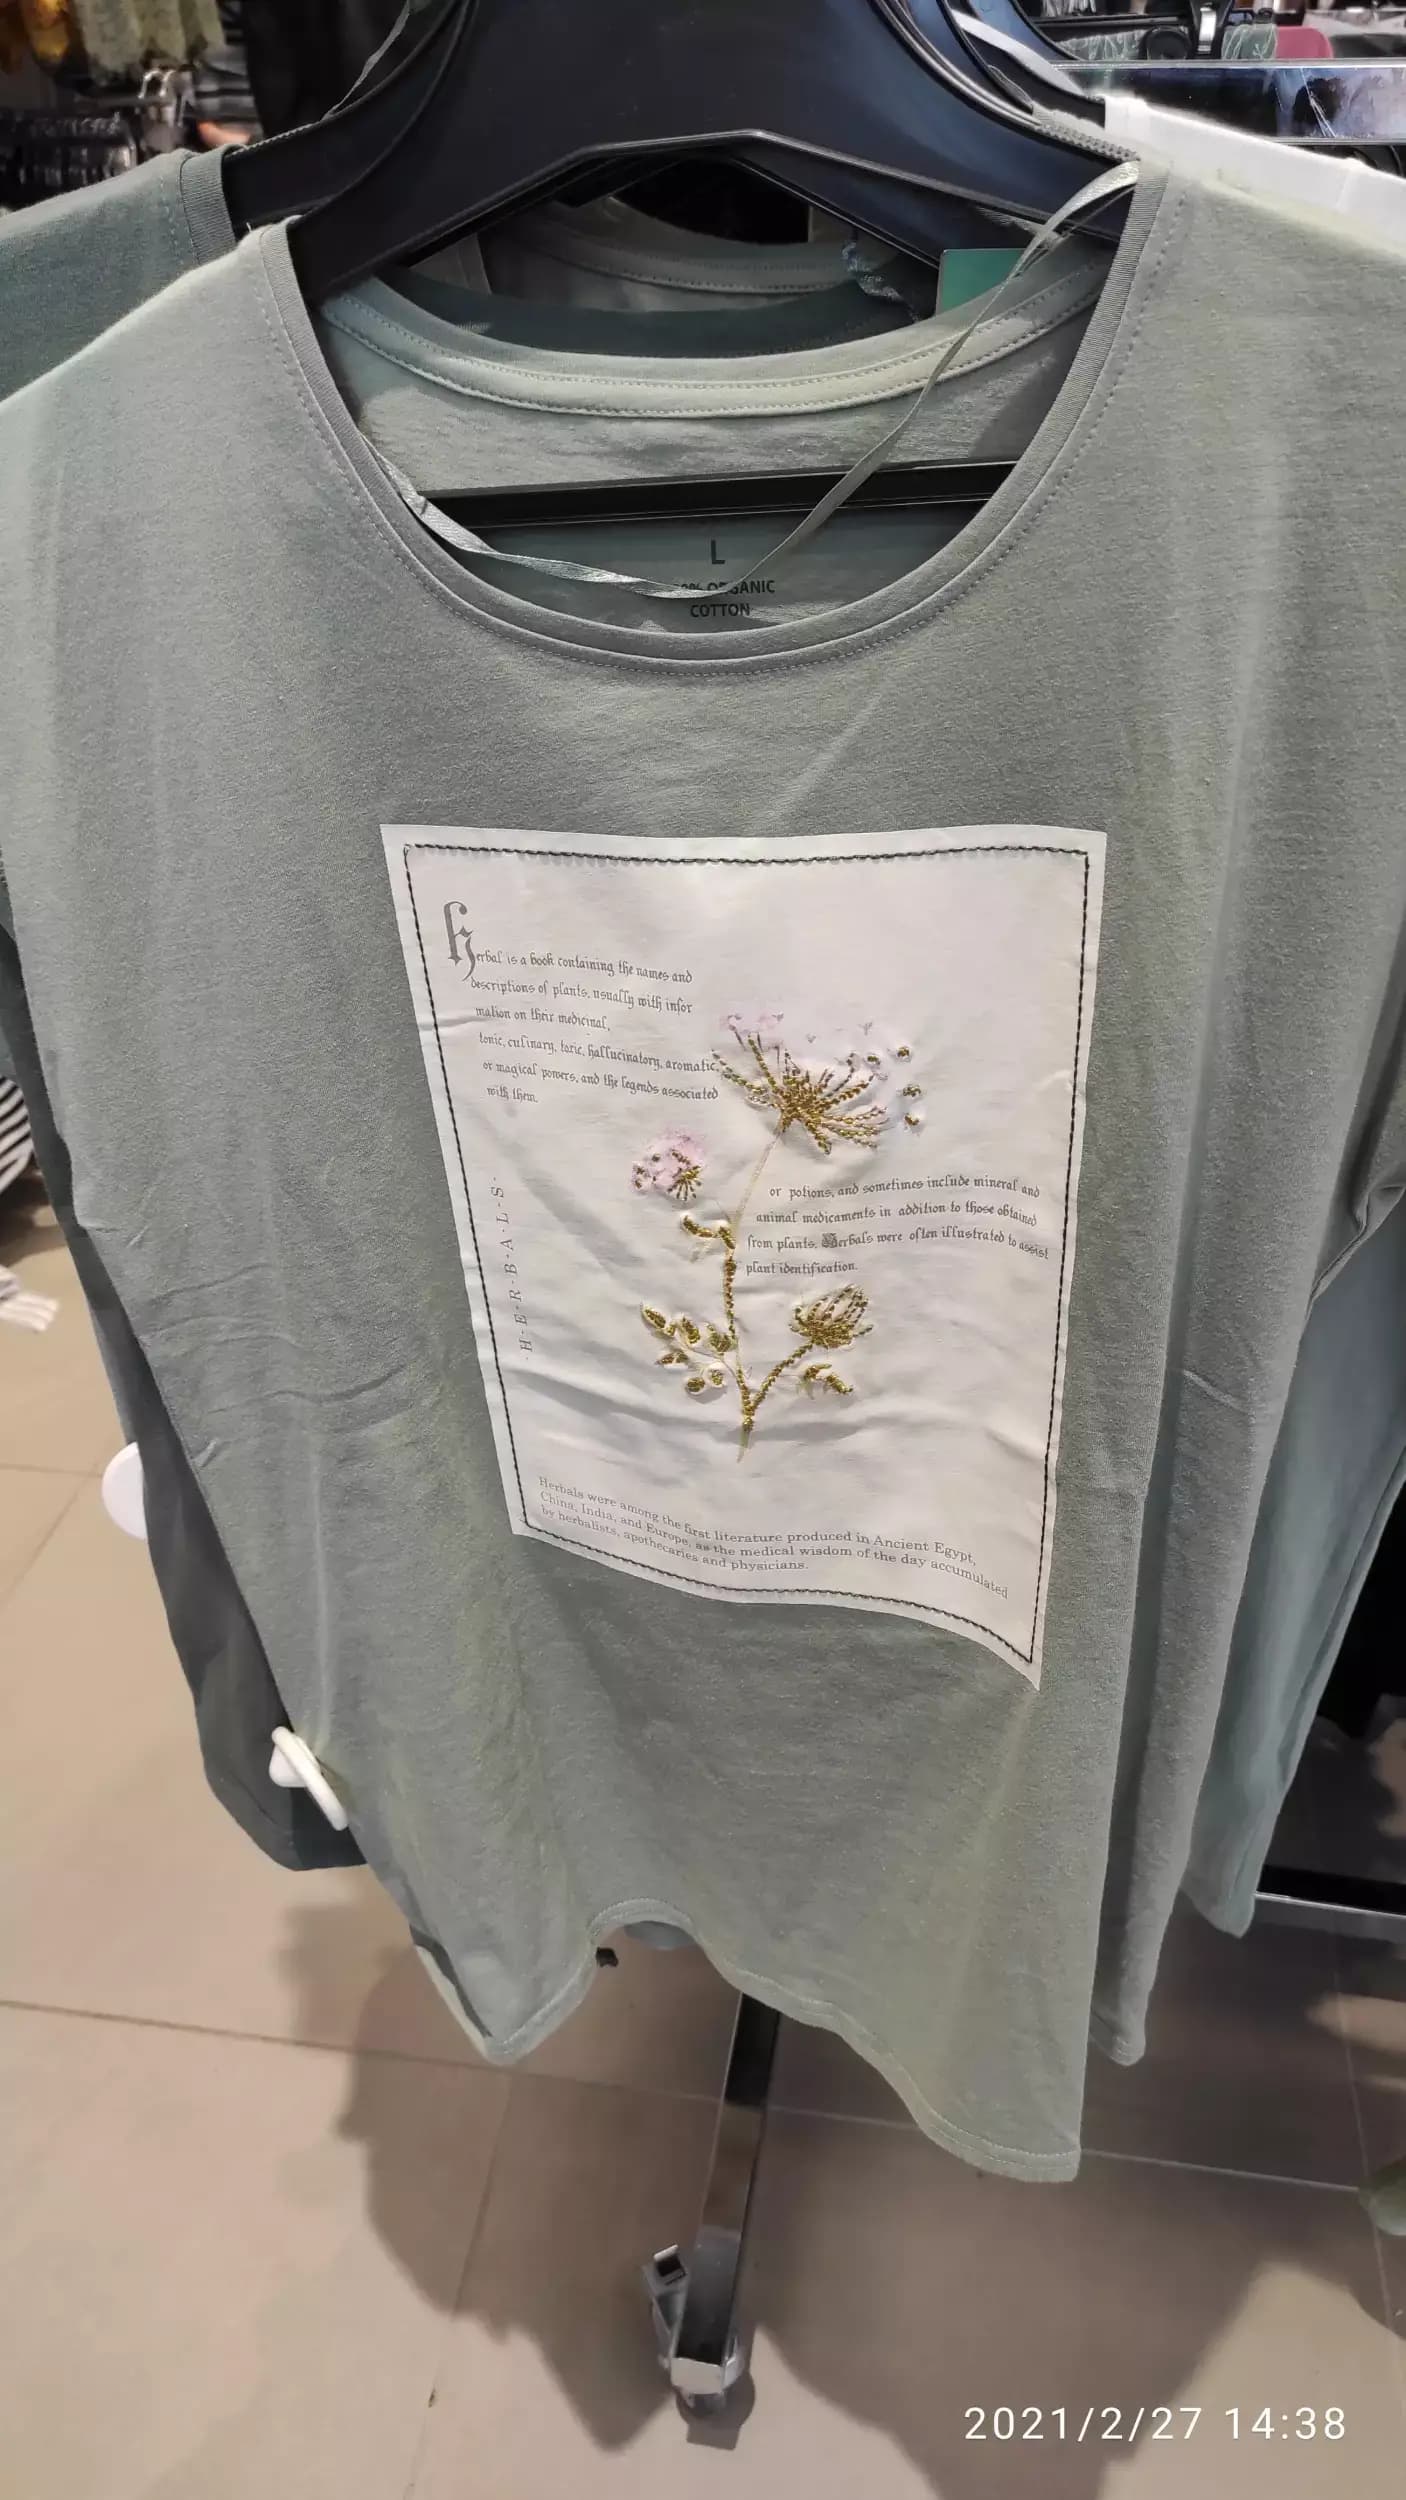 L
ORGANIC
COTTON
Herbal is a book containing the names and
descriptions of plants, usually with infor
mation on their medicinal,
tonic, culinary, toxic, hallucinatory, aromatic,
or magical powers, and the legends associated
with them.
·H·E·R·B·A·L·S·
or potions, and sometimes include mineral and
animal medicaments in addition to those obtained
from plants. Herbals were often illustrated to assist
plant identification.
Herbals were among the first literature produced in Ancient Egypt,
China, India, and Europe, as the medical wisdom of the day accumulated
by herbalists, apothecaries and physicians.
2021/2/27 14:38